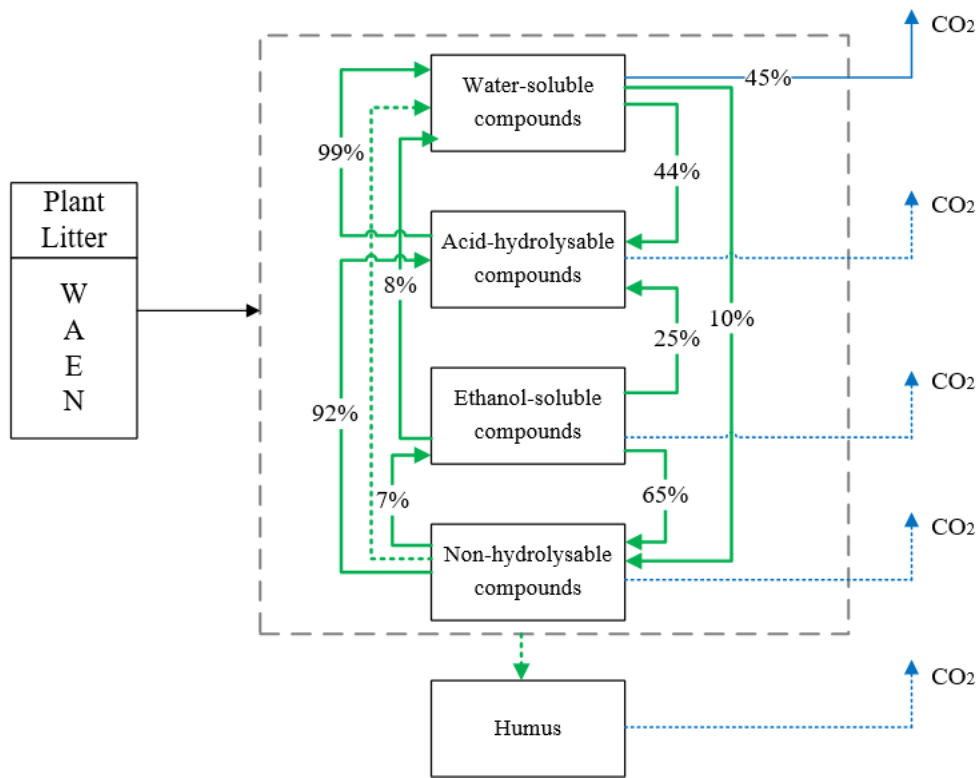 CO2
Water-soluble
compounds
45%
99%
44%
Plant
Litter
W
A
E
N
CO2
Acid-hydrolysable
compounds
8%
10%
25%
CO2
Ethanol-soluble
compounds
92%
7%
65%
CO2
Non-hydrolysable
compounds
CO2
Humus